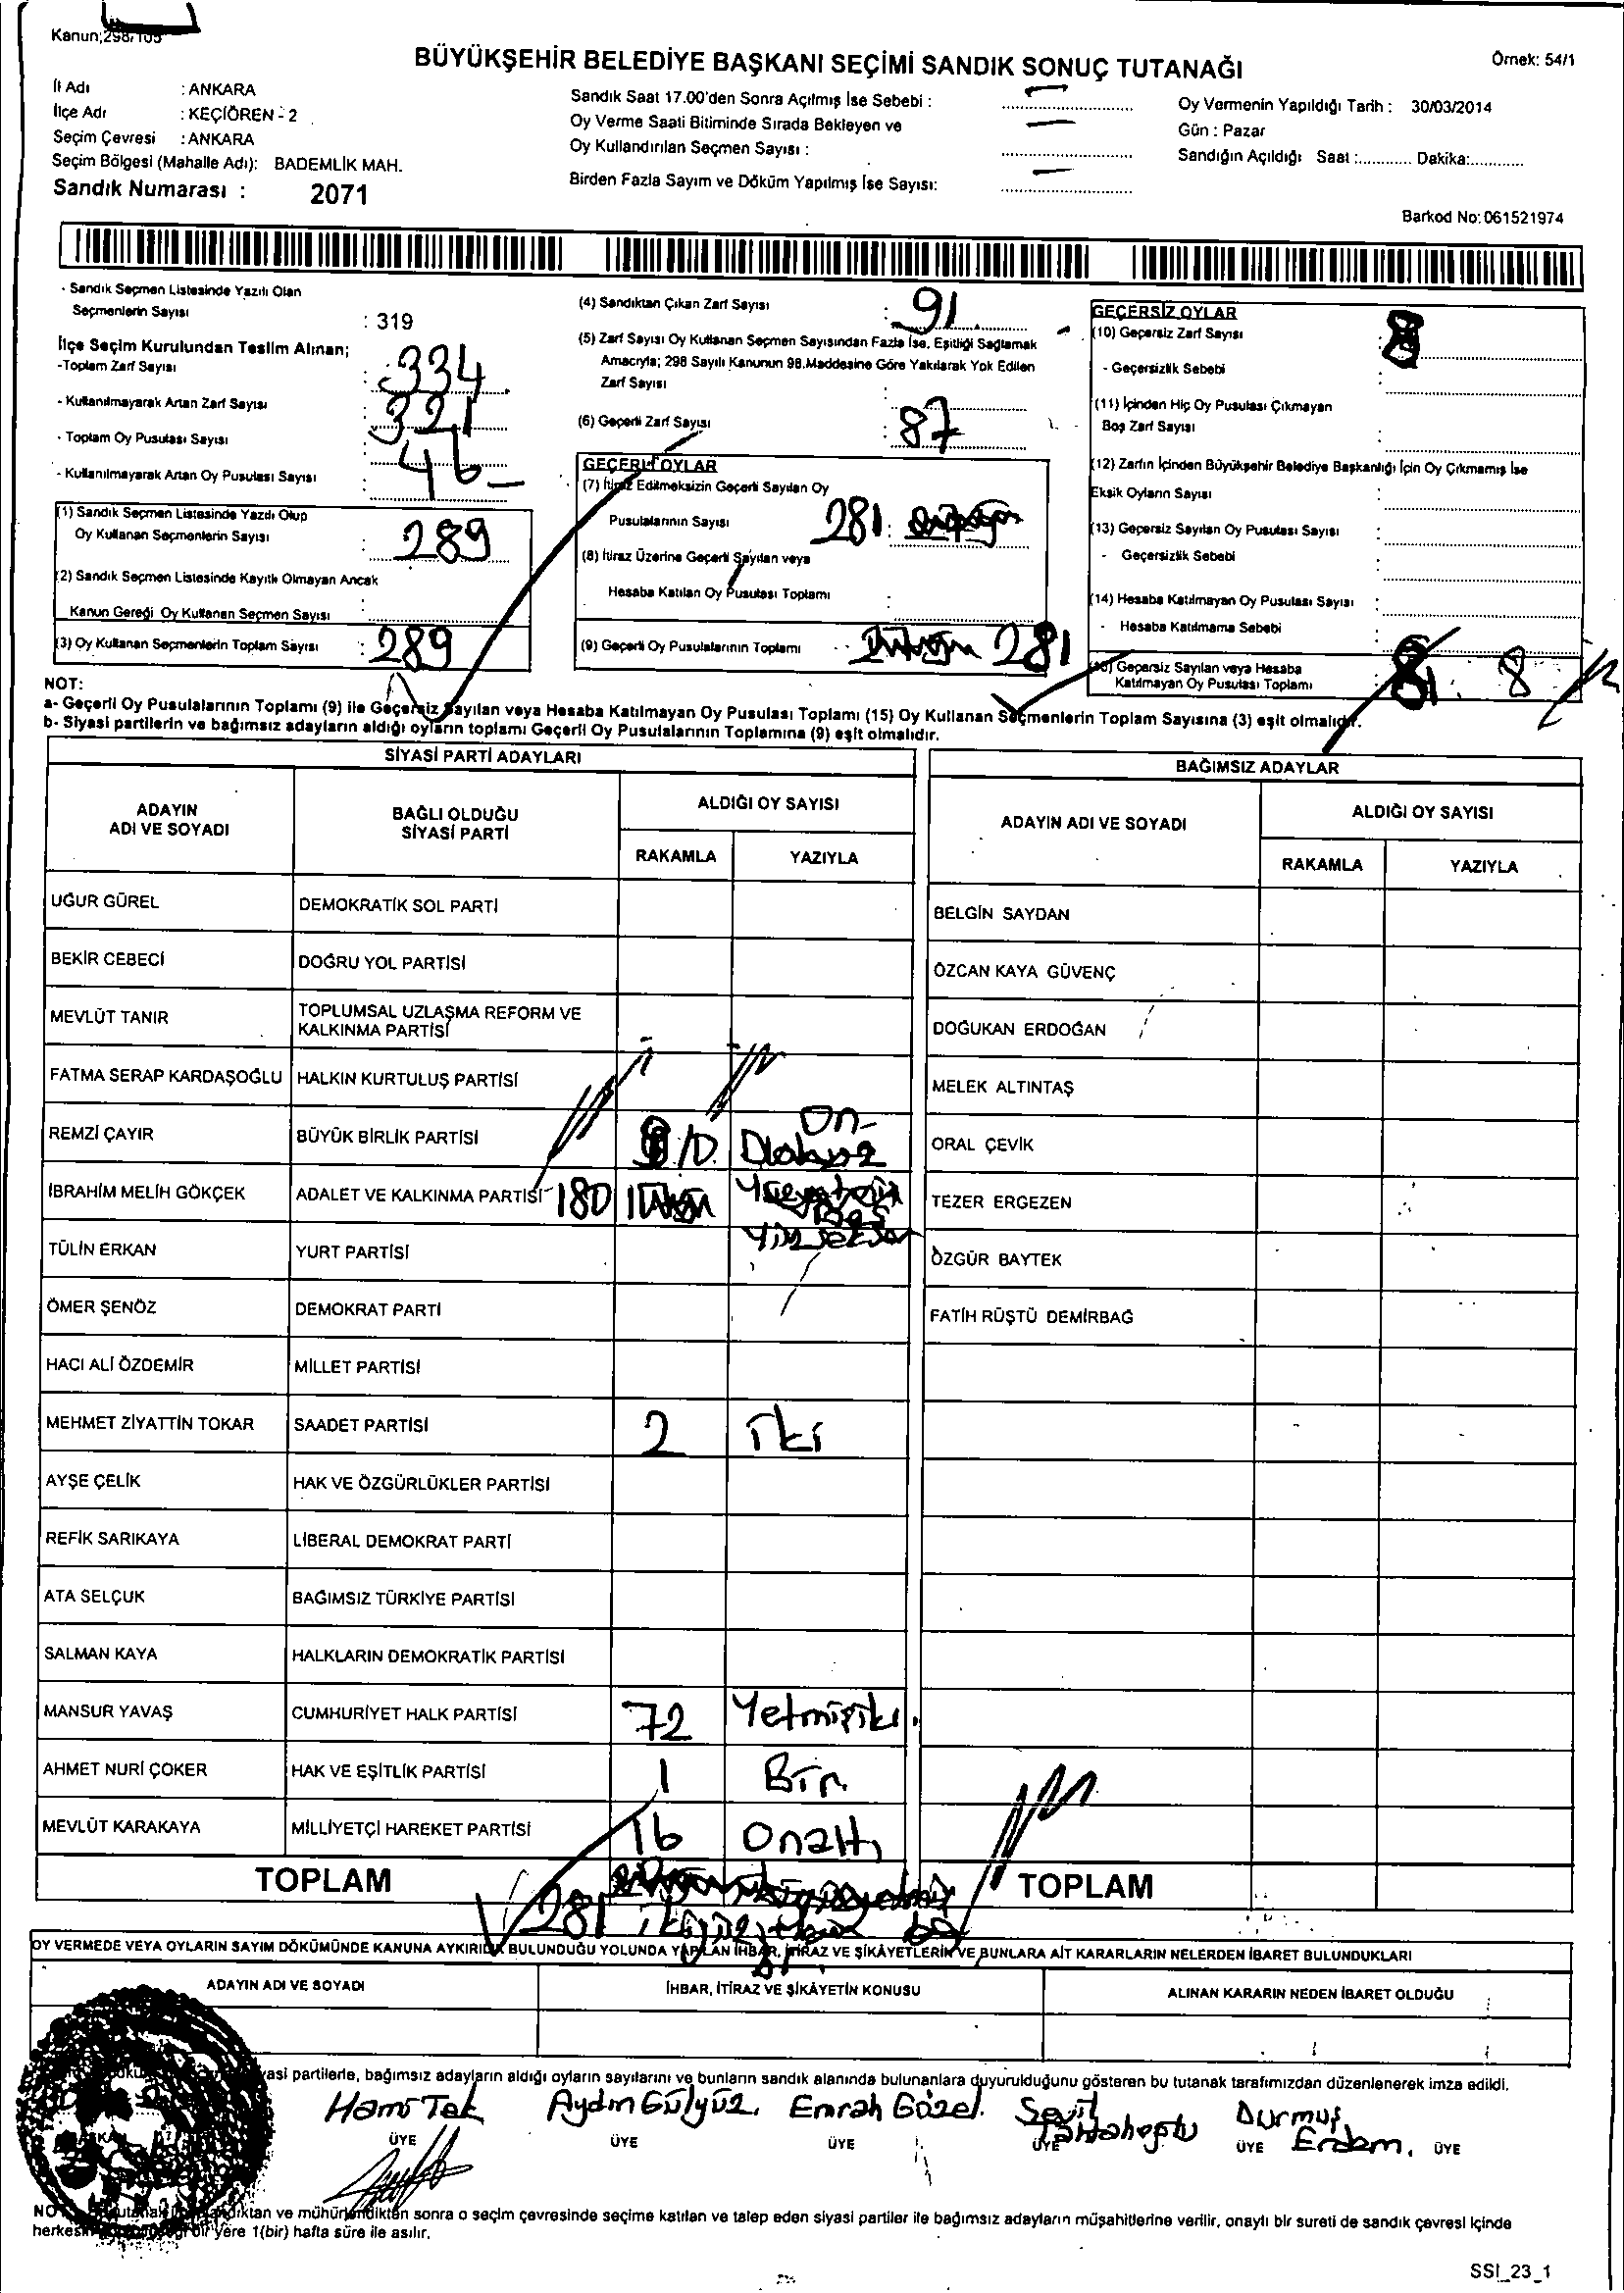 Kanun;298/105
BÜYÜKŞEHİR BELEDİYE BAŞKANI SEÇİMİ SANDIK SONUÇ TUTANAĞI
Örnek: 54/1
İl Adı : ANKARA
İlçe Adı : KEÇİÖREN - 2
Seçim Çevresi : ANKARA
Seçim Bölgesi (Mahalle Adı): BADEMLİK MAH.
Sandık Numarası : 2071
Sandık Saat 17.00'den Sonra Açılmış İse Sebebi :
Oy Verme Saati Bitiminde Sırada Bekleyen ve
Oy Kullandırılan Seçmen Sayısı :
Birden Fazla Sayım ve Döküm Yapılmış İse Sayısı:
Oy Vermenin Yapıldığı Tarih : 30/03/2014
Gün : Pazar
Sandığın Açıldığı Saat :............ Dakika:............
Barkod No: 061521974
- Sandık Seçmen Listesinde Yazılı Olan
Seçmenlerin Sayısı : 319
İlçe Seçim Kurulundan Teslim Alınan;
-Toplam Zarf Sayısı : 334
- Kullanılmayarak Artan Zarf Sayısı
321
- Toplam Oy Pusulası Sayısı
- Kullanılmayarak Artan Oy Pusulası Sayısı : 46
(1) Sandık Seçmen Listesinde Yazılı Olup
Oy Kullanan Seçmenlerin Sayısı : 289
(2) Sandık Seçmen Listesinde Kayıtlı Olmayan Ancak
Kanun Gereği Oy Kullanan Seçmen Sayısı :
(3) Oy Kullanan Seçmenlerin Toplam Sayısı : 289
(4) Sandıktan Çıkan Zarf Sayısı : 91
(5) Zarf Sayısı Oy Kullanan Seçmen Sayısından Fazla İse, Eşitliği Sağlamak
Amacıyla; 298 Sayılı Kanunun 98.Maddesine Göre Yakılarak Yok Edilen
Zarf Sayısı :
(6) Geçerli Zarf Sayısı : 87
GEÇERLİ OYLAR
(7) İtiraz Edilmeksizin Geçerli Sayılan Oy
Pusulalarının Sayısı 281
(8) İtiraz Üzerine Geçerli Sayılan veya
Hesaba Katılan Oy Pusulası Toplamı :
(9) Geçerli Oy Pusulalarının Toplamı 281
GEÇERSİZ OYLAR
(10) Geçersiz Zarf Sayısı 8
- Geçersizlik Sebebi :
(11) İçinden Hiç Oy Pusulası Çıkmayan
Boş Zarf Sayısı :
(12) Zarfın İçinden Büyükşehir Belediye Başkanlığı İçin Oy Çıkmamış İse
Eksik Oyların Sayısı :
(13) Geçersiz Sayılan Oy Pusulası Sayısı :
- Geçersizlik Sebebi :
(14) Hesaba Katılmayan Oy Pusulası Sayısı :
- Hesaba Katılmama Sebebi :
(15) Geçersiz Sayılan veya Hesaba
Katılmayan Oy Pusulası Toplamı 8
NOT:
a- Geçerli Oy Pusulalarının Toplamı (9) ile Geçersiz Sayılan veya Hesaba Katılmayan Oy Pusulası Toplamı (15) Oy Kullanan Seçmenlerin Toplam Sayısına (3) eşit olmalıdır.
b- Siyasi partilerin ve bağımsız adayların aldığı oyların toplamı Geçerli Oy Pusulalarının Toplamına (9) eşit olmalıdır.
SİYASİ PARTİ ADAYLARI
ADAYIN ADI VE SOYADI
BAĞLI OLDUĞU SİYASİ PARTİ
ALDIĞI OY SAYISI
RAKAMLA YAZIYLA
UĞUR GÜREL DEMOKRATİK SOL PARTİ
BEKİR CEBECİ DOĞRU YOL PARTİSİ
MEVLÜT TANIR TOPLUMSAL UZLAŞMA REFORM VE
KALKINMA PARTİSİ
FATMA SERAP KARDAŞOĞLU HALKIN KURTULUŞ PARTİSİ
REMZİ ÇAYIR BÜYÜK BİRLİK PARTİSİ 10 On
İBRAHİM MELİH GÖKÇEK ADALET VE KALKINMA PARTİSİ 180 Yüzseksen
TÜLİN ERKAN YURT PARTİSİ
ÖMER ŞENÖZ DEMOKRAT PARTİ
HACI ALİ ÖZDEMİR MİLLET PARTİSİ
MEHMET ZİYATTİN TOKAR SAADET PARTİSİ 2 İki
AYŞE ÇELİK HAK VE ÖZGÜRLÜKLER PARTİSİ
REFİK SARIKAYA LİBERAL DEMOKRAT PARTİ
ATA SELÇUK BAĞIMSIZ TÜRKİYE PARTİSİ
SALMAN KAYA HALKLARIN DEMOKRATİK PARTİSİ
MANSUR YAVAŞ CUMHURİYET HALK PARTİSİ 72 Yetmişiki
AHMET NURİ ÇOKER HAK VE EŞİTLİK PARTİSİ 1 Bir
MEVLÜT KARAKAYA MİLLİYETÇİ HAREKET PARTİSİ 16 Onaltı
TOPLAM 281
BAĞIMSIZ ADAYLAR
ADAYIN ADI VE SOYADI
ALDIĞI OY SAYISI
RAKAMLA YAZIYLA
BELGİN SAYDAN
ÖZCAN KAYA GÜVENÇ
DOĞUKAN ERDOĞAN
MELEK ALTINTAŞ
ORAL ÇEVİK
TEZER ERGEZEN
ÖZGÜR BAYTEK
FATİH RÜŞTÜ DEMİRBAĞ
TOPLAM
OY VERMEDE VEYA OYLARIN SAYIM DÖKÜMÜNDE KANUNA AYKIRILIK BULUNDUĞU YOLUNDA YAPILAN İHBAR, İTİRAZ VE ŞİKÂYETLERİN VE BUNLARA AİT KARARLARIN NELERDEN İBARET BULUNDUKLARI
ADAYIN ADI VE SOYADI İHBAR, İTİRAZ VE ŞİKÂYETİN KONUSU ALINAN KARARIN NEDEN İBARET OLDUĞU
siyasi partilerle, bağımsız adayların aldığı oyların sayılarını ve bunların sandık alanında bulunanlara duyurulduğunu gösteren bu tutanak tarafımızdan düzenlenerek imza edildi.
Hami Tek Aydın Gülyüz. Emrah Güzel. Sevil Durmuş
Erdem.
ÜYE ÜYE ÜYE ÜYE ÜYE ÜYE
sonra o seçim çevresinde seçime katılan ve talep eden siyasi partiler ile bağımsız adayların müşahitlerine verilir, onaylı bir sureti de sandık çevresi içinde
bir yere 1(bir) hafta süre ile asılır.
SSI_23_1